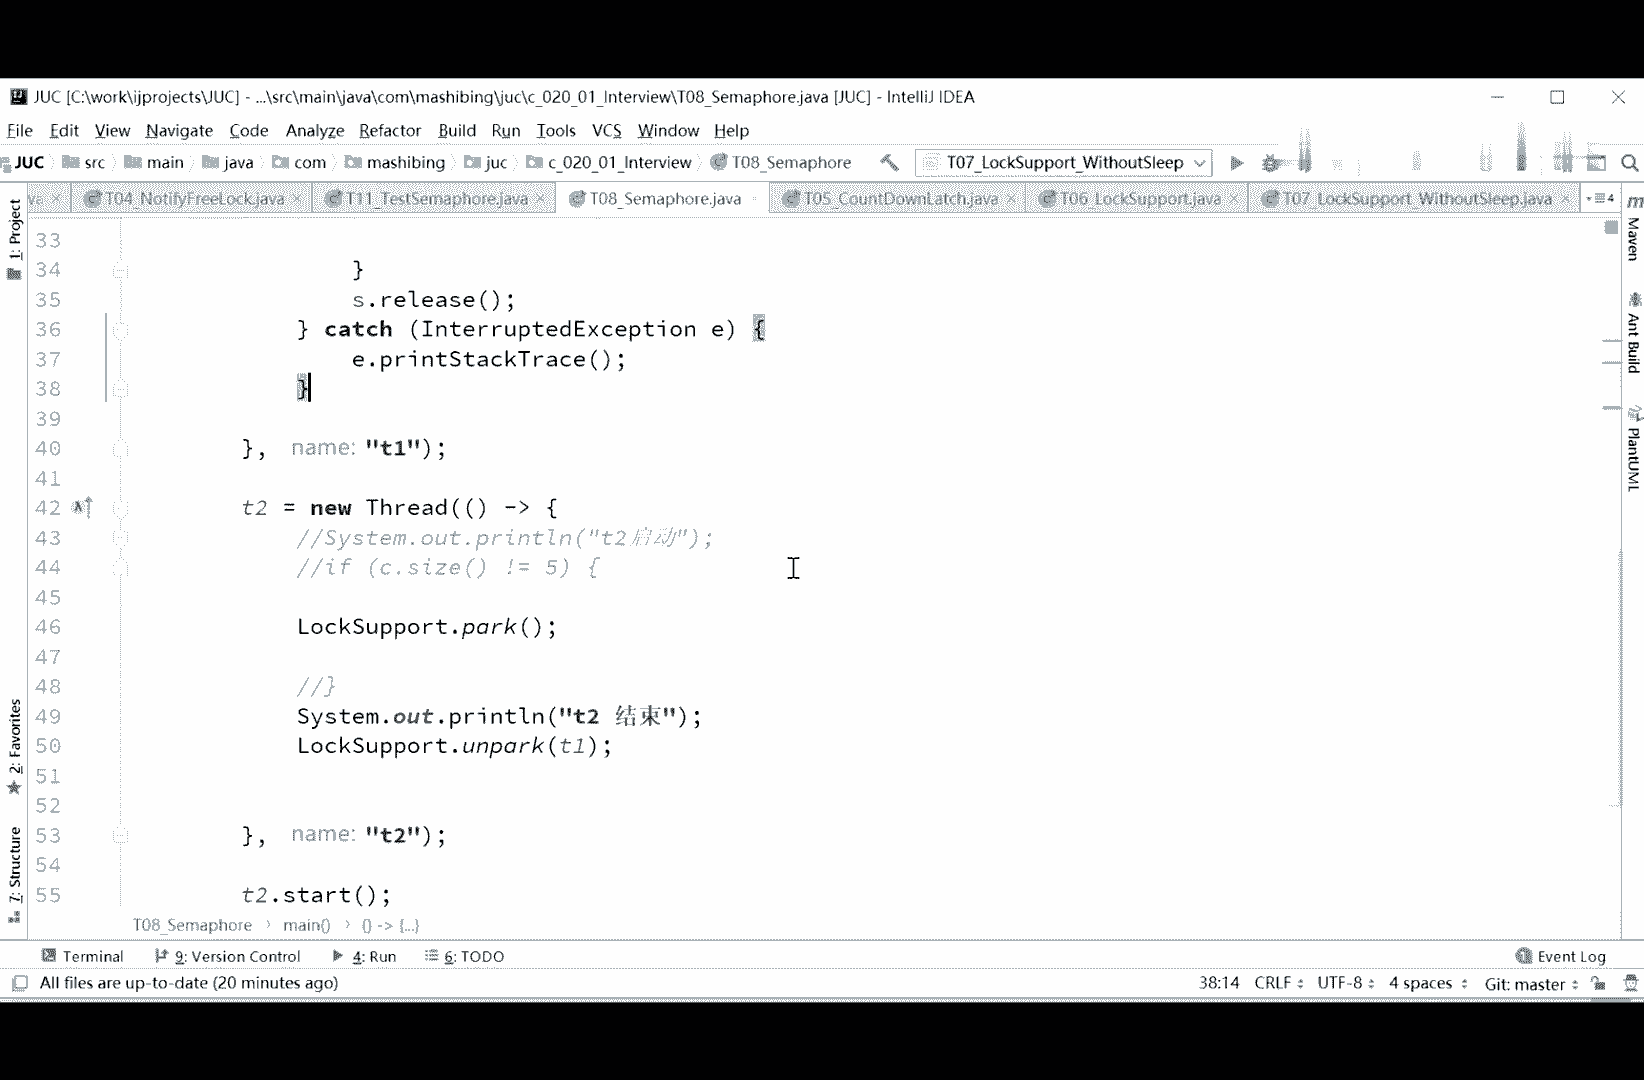 JUC [C:\work\ijprojects\JUC] - ...\src\main\java\com\mashibing\juc\c_020_01_Interview\T08_Semaphore.java [JUC] - IntelliJ IDEA
File Edit View Navigate Code Analyze Refactor Build Run Tools VCS Window Help
JUC src main java com mashibing juc c_020_01_Interview T08_Semaphore T07_LockSupport_WithoutSleep
va T04_NotifyFreeLock.java T11_TestSemaphore.java T08_Semaphore.java T05_CountDownLatch.java T06_LockSupport.java T07_LockSupport_WithoutSleep.java 4
1: Project
2: Favorites
7: Structure
33
34 }
35 s.release();
36 } catch (InterruptedException e) {
37 e.printStackTrace();
38 }
39
40 }, name: "t1");
41
42 t2 = new Thread(() -> {
43 //System.out.println("t2启动");
44 //if (c.size() != 5) {
45
46 LockSupport.park();
47
48 //}
49 System.out.println("t2 结束");
50 LockSupport.unpark(t1);
51
52
53 }, name: "t2");
54
55 t2.start();
m
Maven
Ant Build
PlantUML
T08_Semaphore › main() › () -> {...}
Terminal 9: Version Control 4: Run 6: TODO Event Log
All files are up-to-date (20 minutes ago) 38:14 CRLF UTF-8 4 spaces Git: master